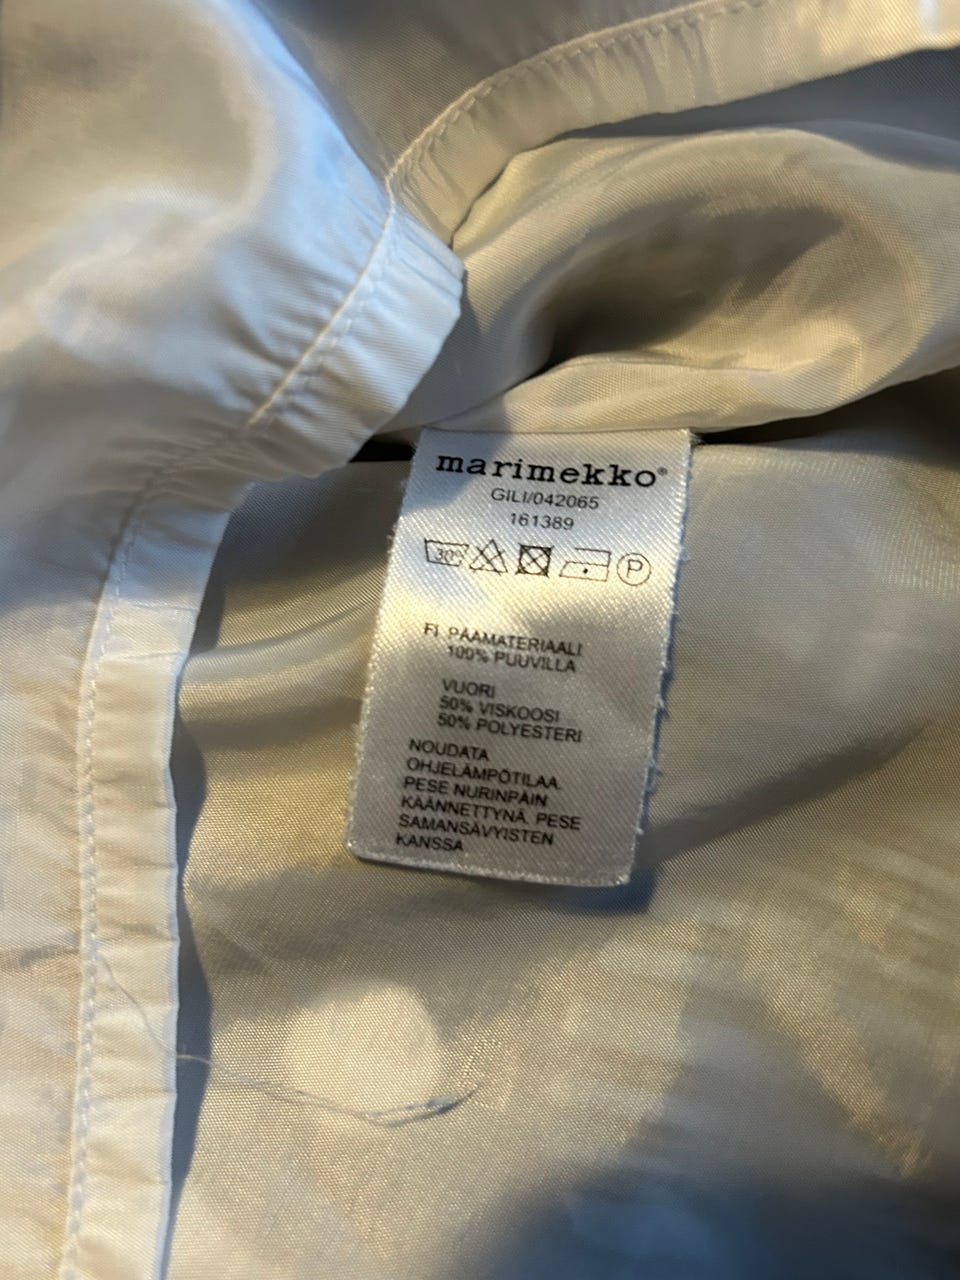 marimekko®
GILI/042065
161389
30°
P
FI PÄÄMATERIAALI
100% PUUVILLA
VUORI
50% VISKOOSI
50% POLYESTERI
NOUDATA
OHJELÄMPÖTILAA.
PESE NURINPÄIN
KÄÄNNETTYNÄ. PESE
SAMANSÄVYISTEN
KANSSA